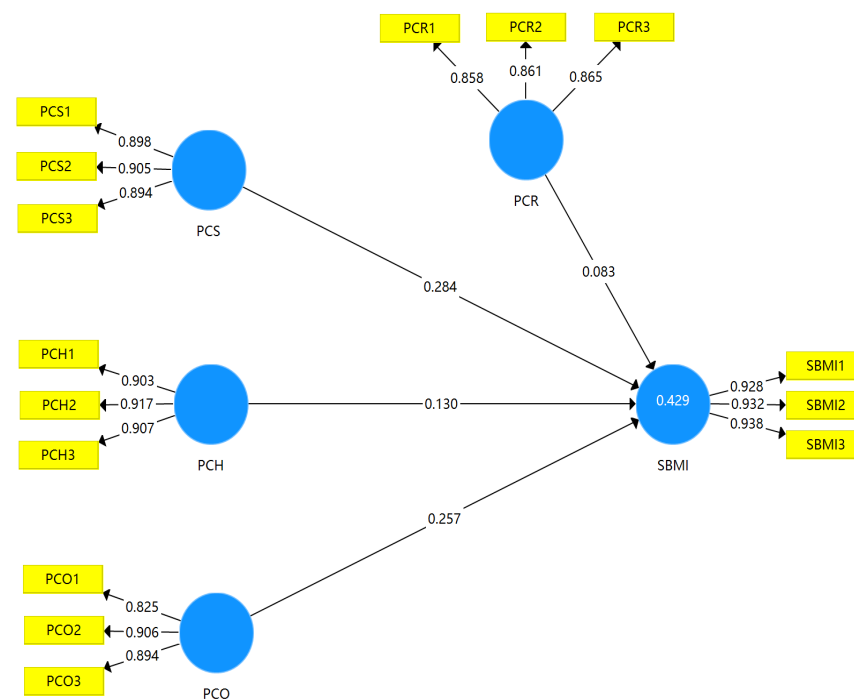 PCR1
PCR2
PCR3
0.858
0.861
0.865
PCR
PCS1
PCS2
PCS3
0.898
0.905
0.894
PCS
0.284
0.083
PCH1
PCH2
PCH3
0.903
0.917
0.907
PCH
0.130
0.429
SBMI
0.928
0.932
0.938
SBMI1
SBMI2
SBMI3
0.257
PCO1
PCO2
PCO3
0.825
0.906
0.894
PCO